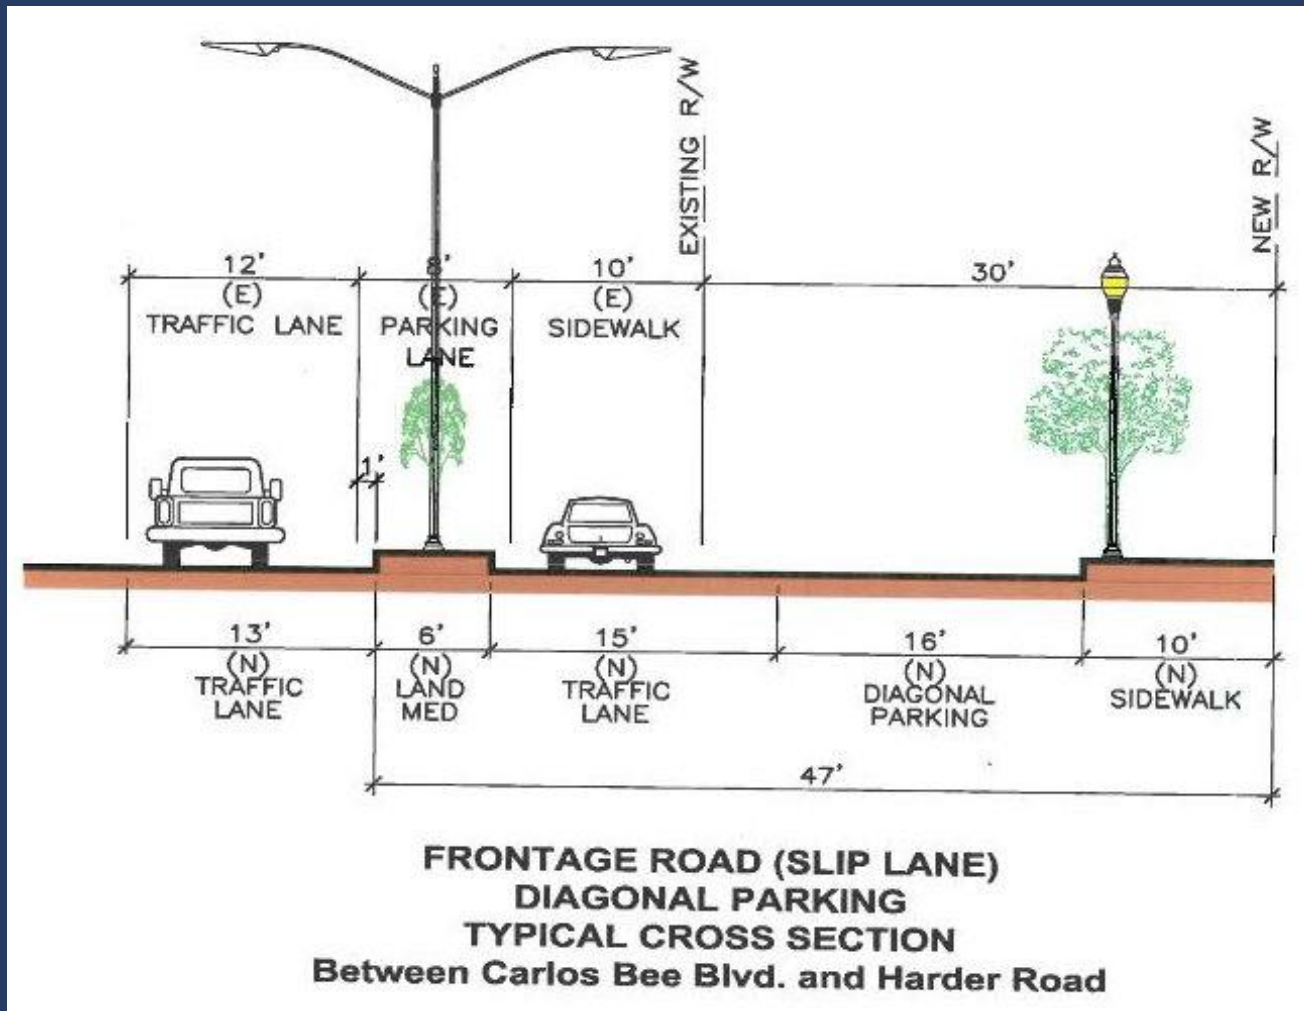 EXISTING R/W
NEW R/W
12'
(E)
TRAFFIC LANE
8'
(E)
PARKING
LANE
10'
(E)
SIDEWALK
30'
1'
13'
(N)
TRAFFIC
LANE
6'
(N)
LAND
MED
15'
(N)
TRAFFIC
LANE
16'
(N)
DIAGONAL
PARKING
10'
(N)
SIDEWALK
47'
FRONTAGE ROAD (SLIP LANE)
DIAGONAL PARKING
TYPICAL CROSS SECTION
Between Carlos Bee Blvd. and Harder Road